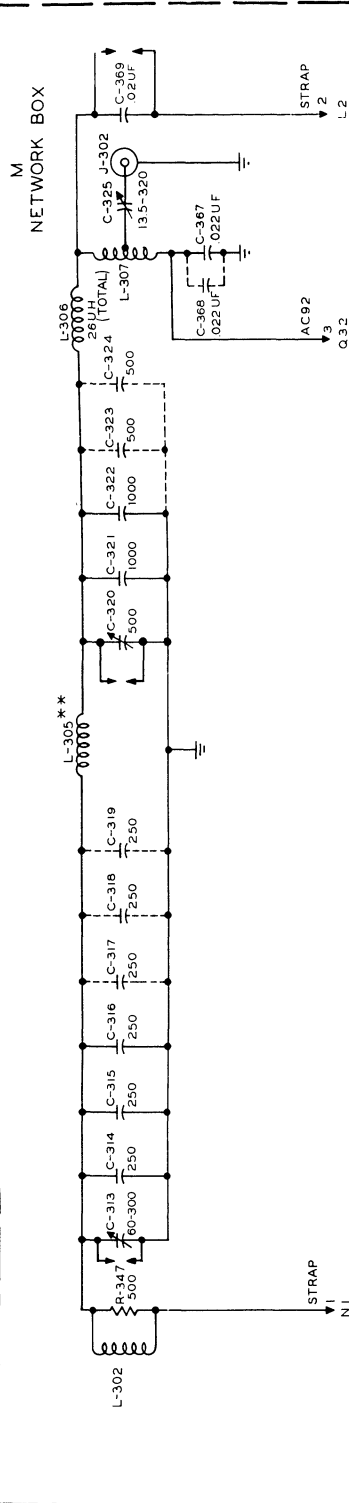 M
NETWORK BOX
C-369
.02UF
STRAP
2
L2
J-302
C-325
13.5-320
L-307
C-367
.022UF
C-368
.022UF
AC92
3
Q32
L-306
26UH
(TOTAL)
C-324
500
C-323
500
C-322
1000
C-321
1000
C-320
500
L-305**
C-319
250
C-318
250
C-317
250
C-316
250
C-315
250
C-314
250
C-313
60-300
R-347
500
L-302
STRAP
1
N1